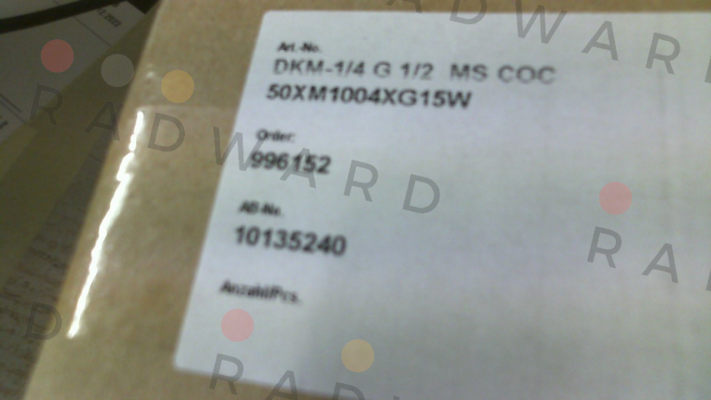 Art.-No.
DKM-1/4 G 1/2 MS COC
50XM1004XG15W
Order:
996152
AB-No.
10135240
Anzahl/Pcs.
RADWARD
RADWARD
RADWARD